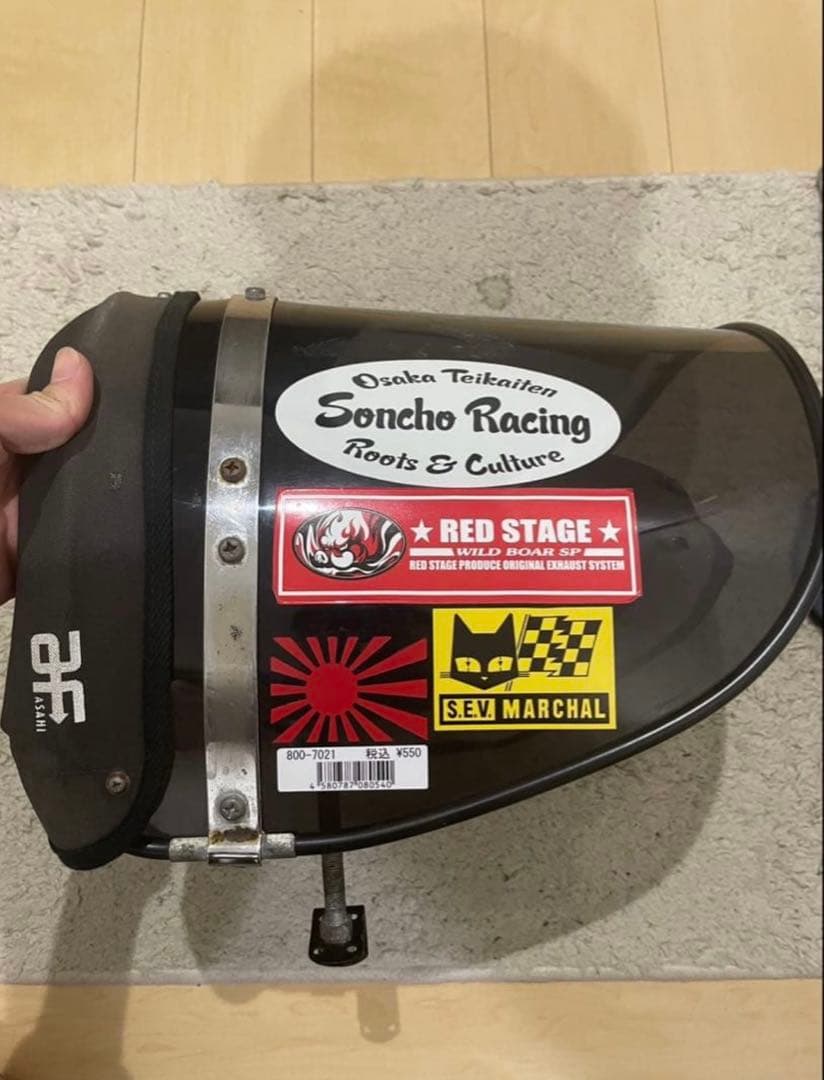 Osaka Teikaiten
Soncho Racing
Roots & Culture
★ RED STAGE ★
WILD BOAR SP
RED STAGE PRODUCE ORIGINAL EXHAUST SYSTEM
S.E.V. MARCHAL
800-7021 税込 ¥550
4 580787 080540
AF
ASAHI